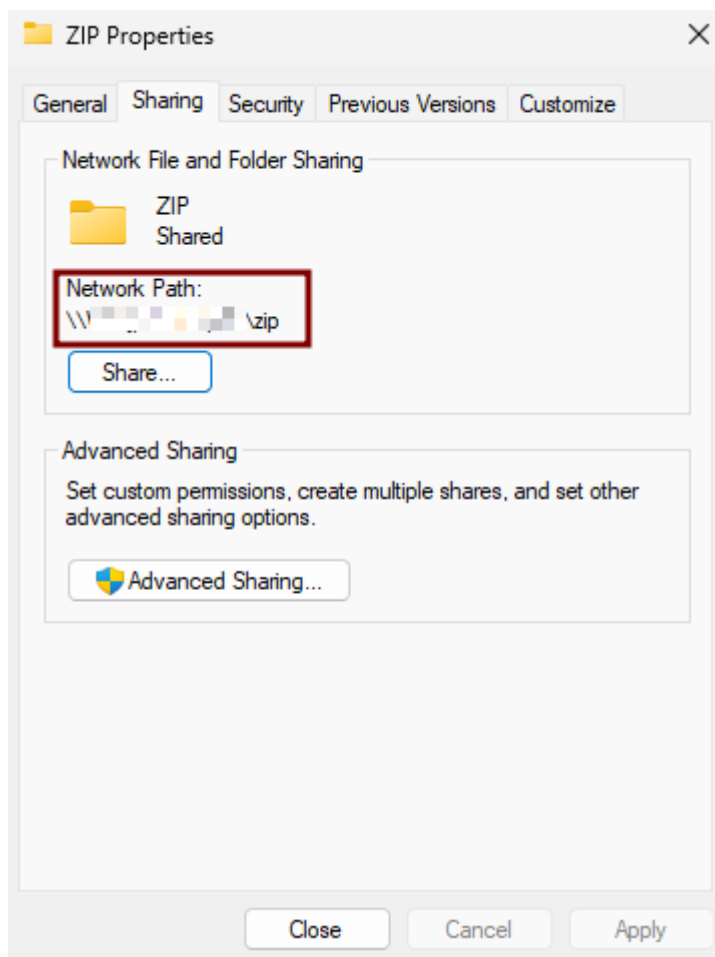 ZIP Properties
General Sharing Security Previous Versions Customize
Network File and Folder Sharing
ZIP
Shared
Network Path:
\zip
Share...
Advanced Sharing
Set custom permissions, create multiple shares, and set other
advanced sharing options.
Advanced Sharing...
Close Cancel Apply